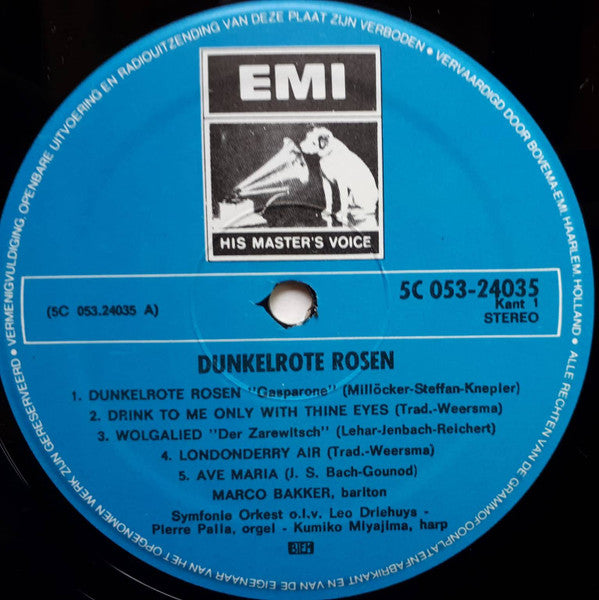 EMI
HIS MASTER'S VOICE
5C 053-24035
Kant 1
(5C 053.24035 A)
STEREO
DUNKELROTE ROSEN
1. DUNKELROTE ROSEN "Gasparone" (Millöcker-Steffan-Knepler)
2. DRINK TO ME ONLY WITH THINE EYES (Trad.-Weersma)
3. WOLGALIED "Der Zarewitsch" (Lehar-Jenbach-Reichert)
4. LONDONDERRY AIR (Trad.-Weersma)
5. AVE MARIA (J. S. Bach-Gounod)
MARCO BAKKER, bariton
Symfonie Orkest o.l.v. Leo Driehuys -
Pierre Palla, orgel - Kumiko Miyajima, harp
STEMRA
VERVAARDIGD DOOR BOVEMA-EMI, HAARLEM, HOLLAND • ALLE RECHTEN VAN DE GRAMMOFOONPLATENFABRIKANT EN VAN DE EIGENAAR VAN HET OPGENOMEN WERK ZIJN GERESERVEERD • VERMENIGVULDIGING, OPENBARE UITVOERING EN RADIOUITZENDING VAN DEZE PLAAT ZIJN VERBODEN •